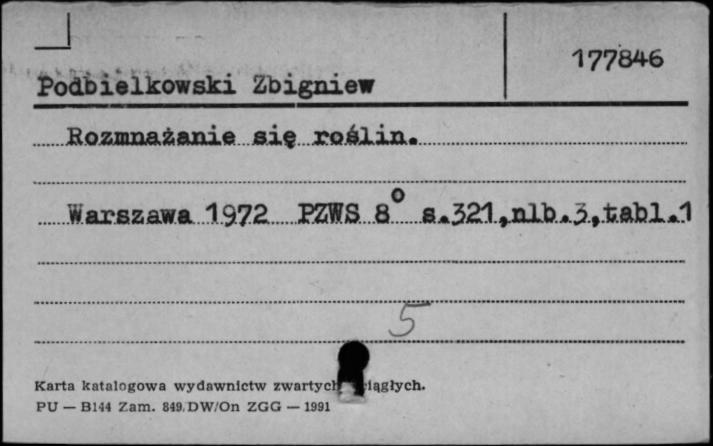 177846
Podbielkowski Zbigniew
Rozmnażanie się roślin.
Warszawa 1972 PZWS 8° s.321,nlb.3,tabl.1
5
Karta katalogowa wydawnictw zwartych ciągłych.
PU — B144 Zam. 849/DW/On ZGG — 1991